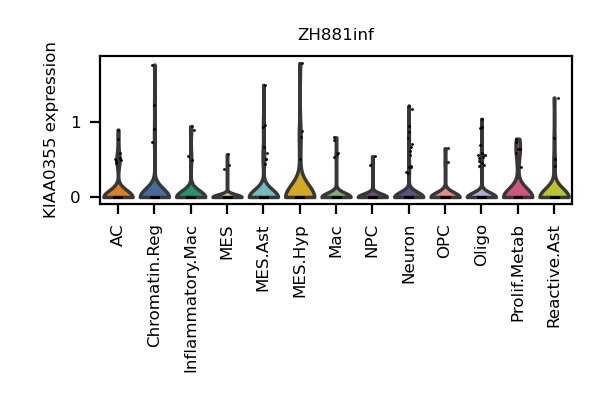 ZH881inf
KIAA0355 expression
1
0
AC
Chromatin.Reg
Inflammatory.Mac
MES
MES.Ast
MES.Hyp
Mac
NPC
Neuron
OPC
Oligo
Prolif.Metab
Reactive.Ast